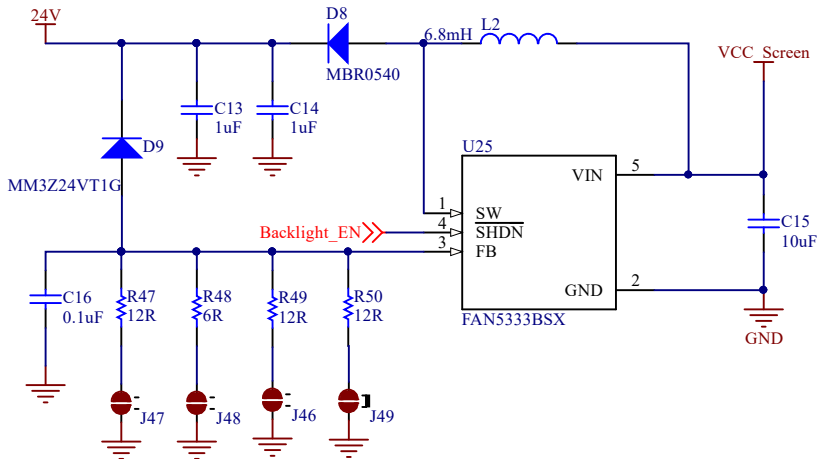 24V
D8
MBR0540
6.8mH
L2
VCC_Screen
C13
1uF
C14
1uF
D9
MM3Z24VT1G
U25
VIN
5
1
SW
4
SHDN
3
FB
GND
2
FAN5333BSX
Backlight_EN
C15
10uF
GND
C16
0.1uF
R47
12R
R48
6R
R49
12R
R50
12R
J47
J48
J46
J49